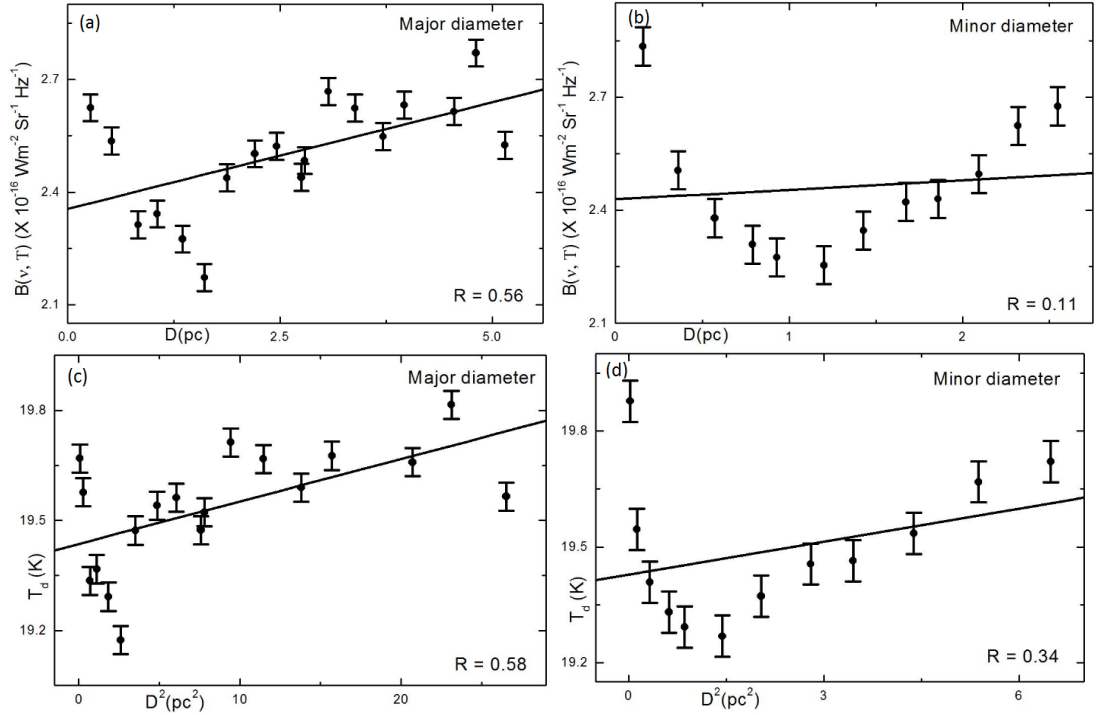 (a)
Major diameter
B(ν, T) (X 10⁻¹⁶ Wm⁻² Sr⁻¹ Hz⁻¹)
2.7
2.4
2.1
R = 0.56
0.0
2.5
5.0
D(pc)
(b)
Minor diameter
B(ν, T) (X 10⁻¹⁶ Wm⁻² Sr⁻¹ Hz⁻¹)
2.7
2.4
2.1
R = 0.11
0
1
2
D(pc)
(c)
Major diameter
T_d (K)
19.8
19.5
19.2
R = 0.58
0
10
20
D²(pc²)
(d)
Minor diameter
T_d (K)
19.8
19.5
19.2
R = 0.34
0
3
6
D²(pc²)